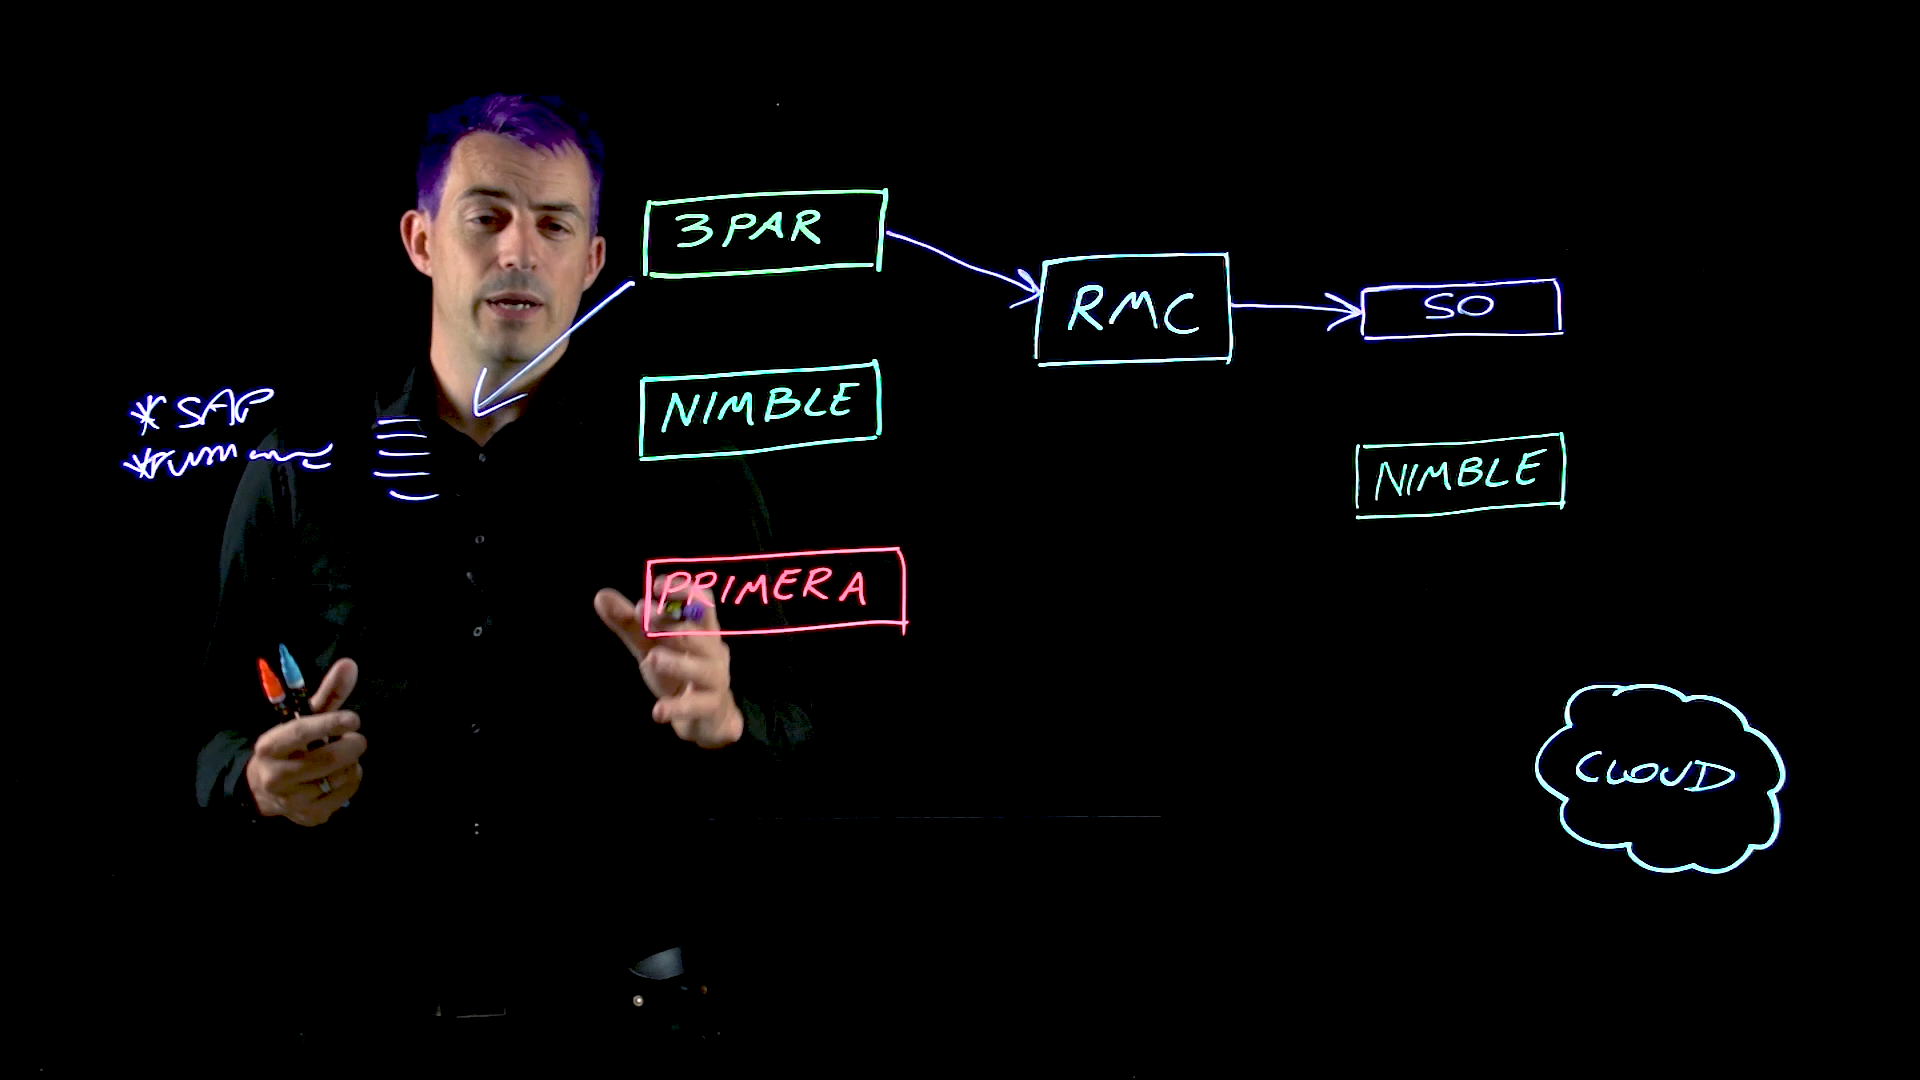 3PAR
RMC
SO
* SAP
NIMBLE
NIMBLE
PRIMERA
CLOUD